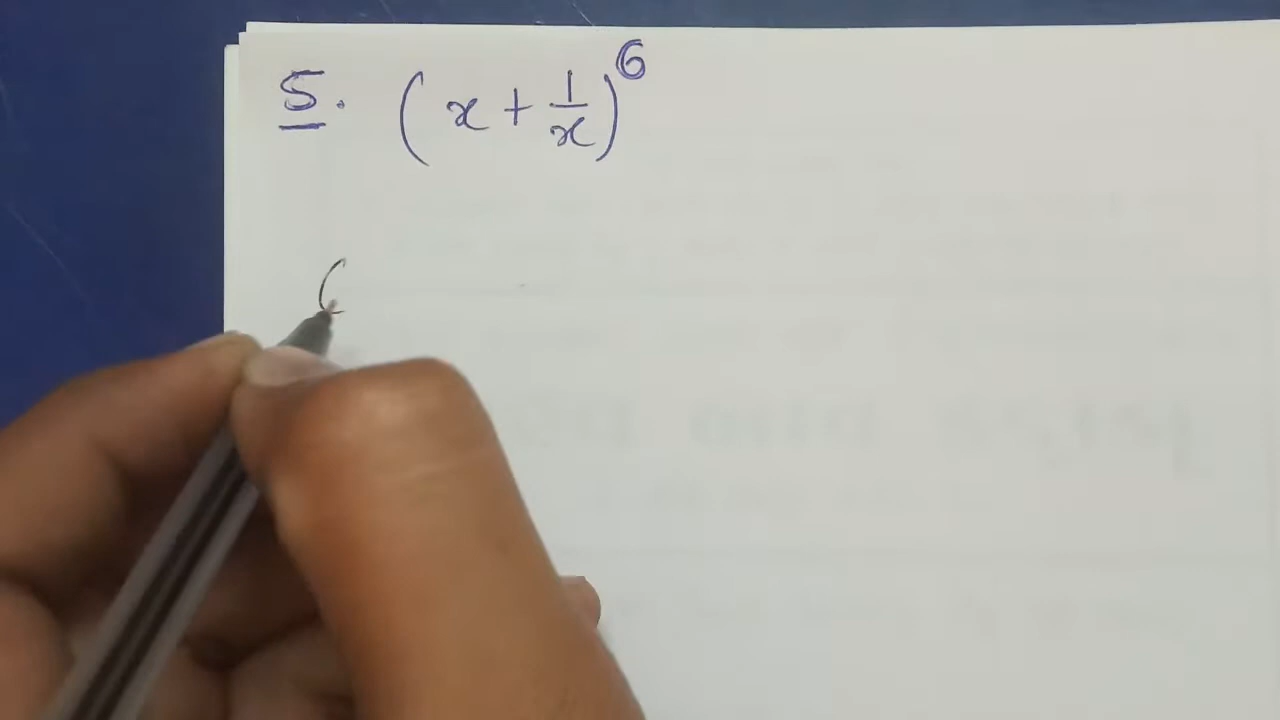 5. (x + 1/x)^6
(